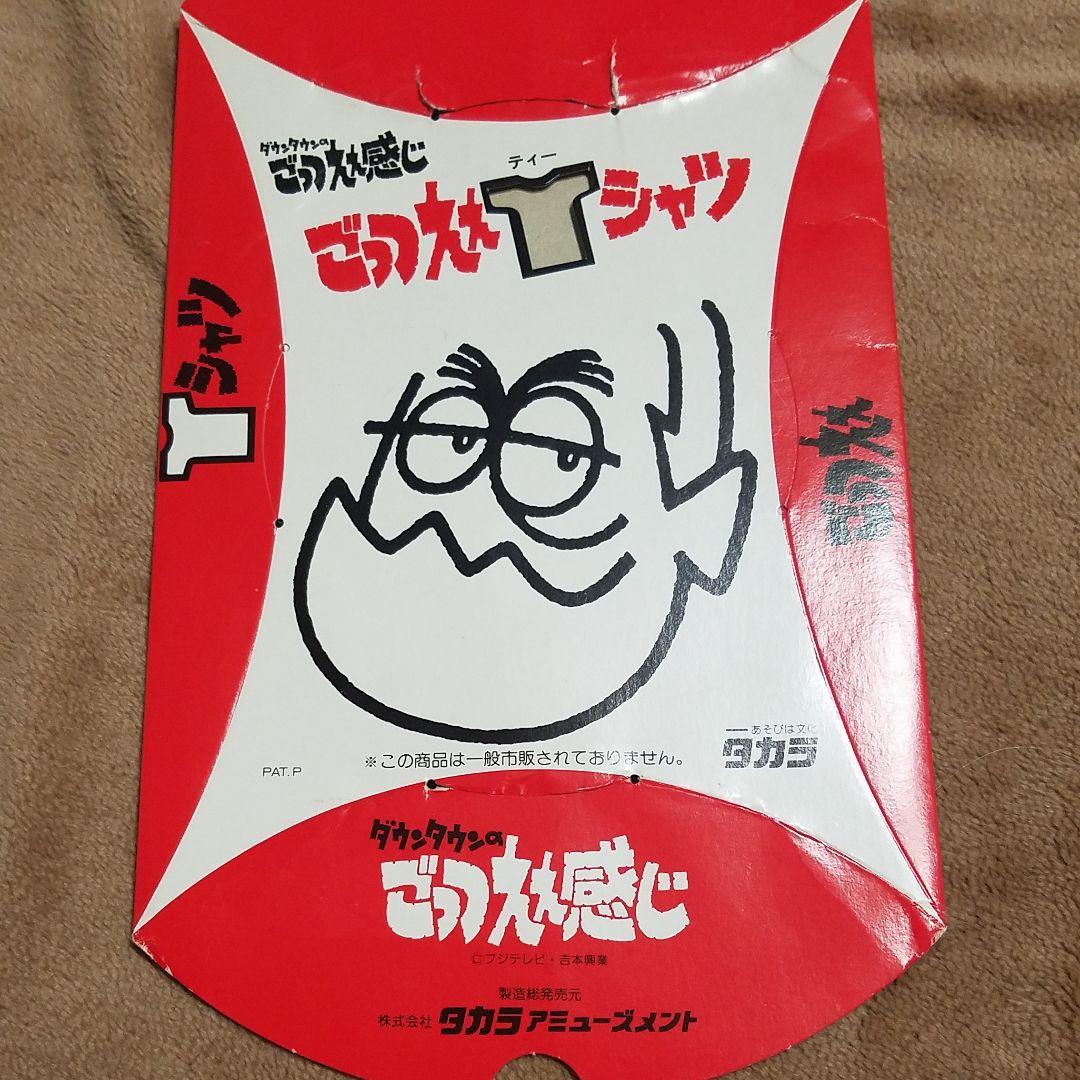 ダウンタウンの
ごっつええ感じ
ティー
ごっつええTシャツ
Tシャツ
ごっつええ
あそびは文化
タカラ
※この商品は一般市販されておりません。
PAT.P
ダウンタウンの
ごっつええ感じ
©フジテレビ・吉本興業
製造総発売元
株式会社 タカラアミューズメント